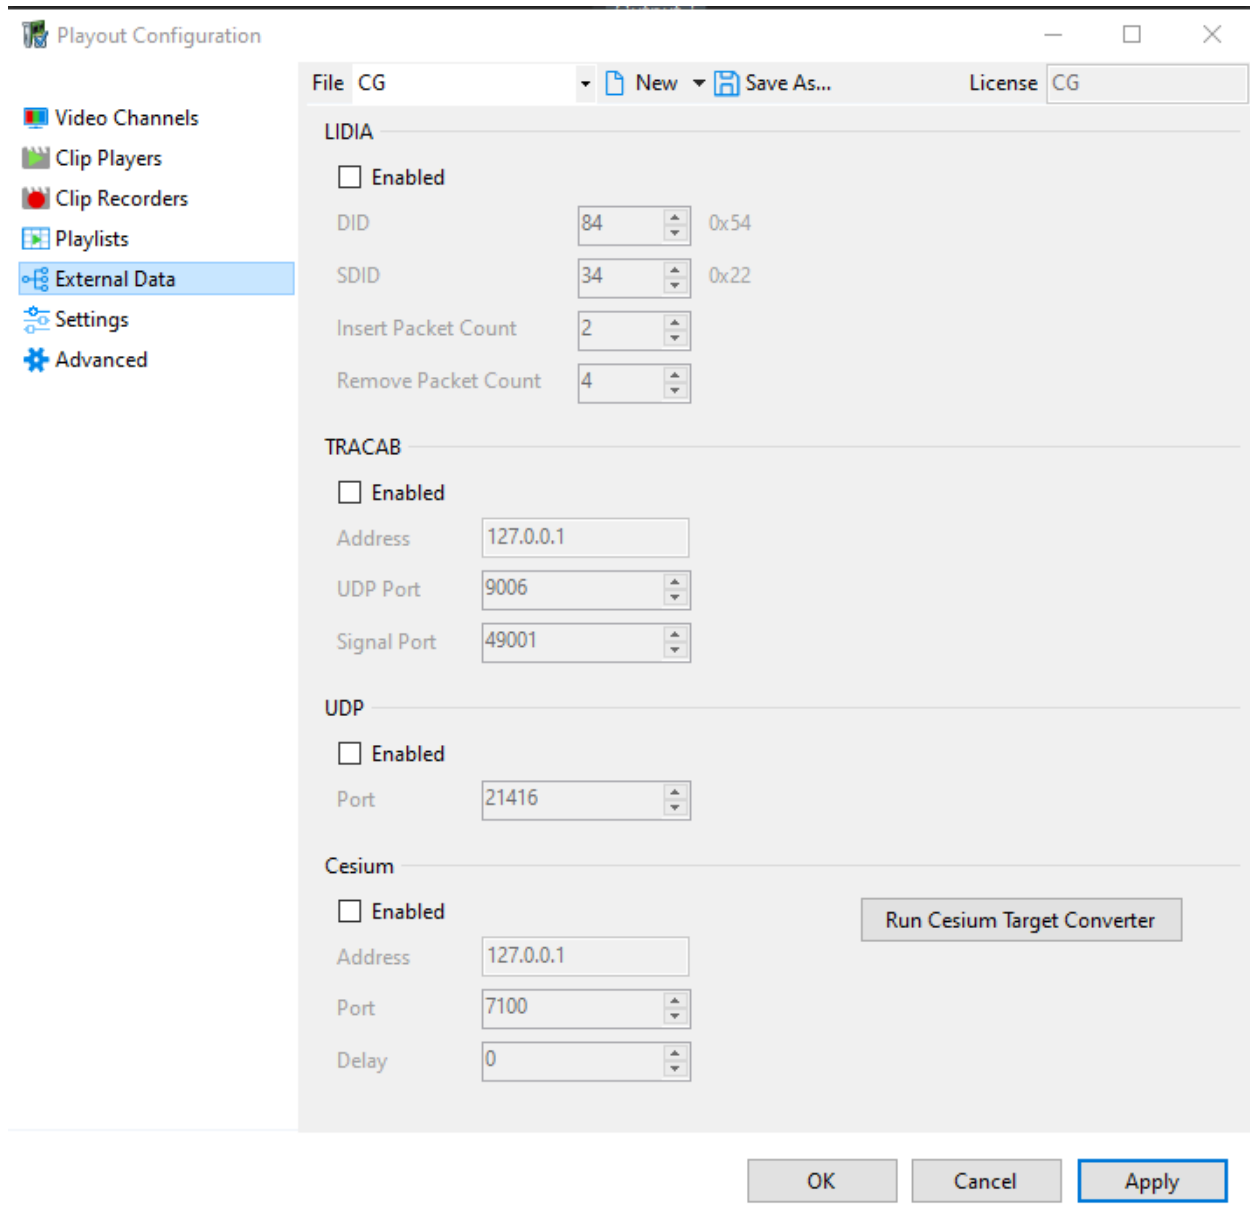 Playout Configuration
File CG New Save As... License CG
Video Channels
Clip Players
Clip Recorders
Playlists
External Data
Settings
Advanced
LIDIA
Enabled
DID 84 0x54
SDID 34 0x22
Insert Packet Count 2
Remove Packet Count 4
TRACAB
Enabled
Address 127.0.0.1
UDP Port 9006
Signal Port 49001
UDP
Enabled
Port 21416
Cesium
Enabled Run Cesium Target Converter
Address 127.0.0.1
Port 7100
Delay 0
OK Cancel Apply